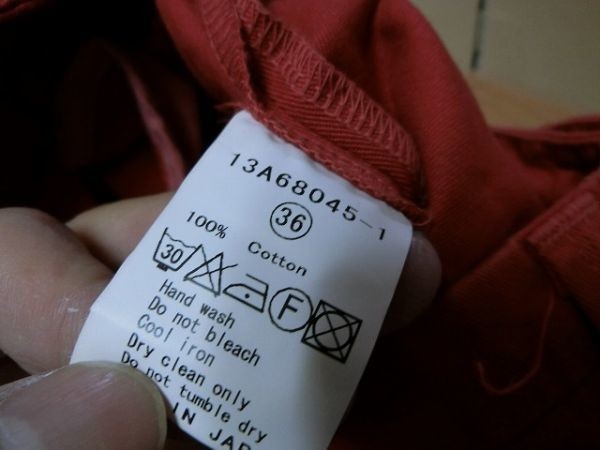 13A68045-1
36
100% Cotton
30 F
Hand wash
Do not bleach
Cool iron
Dry clean only
Do not tumble dry
IN